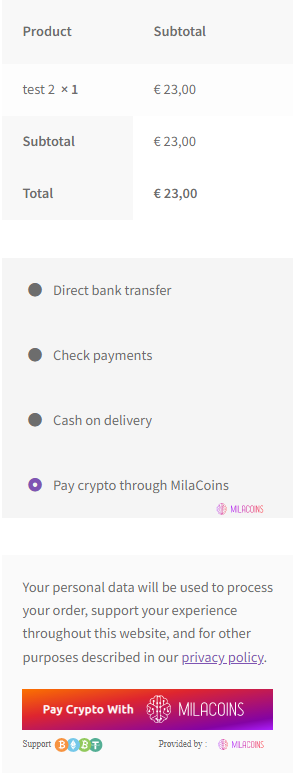 Product Subtotal
test 2 × 1 € 23,00
Subtotal € 23,00
Total € 23,00
Direct bank transfer
Check payments
Cash on delivery
Pay crypto through MilaCoins
MILACOINS
Your personal data will be used to process
your order, support your experience
throughout this website, and for other
purposes described in our privacy policy.
Pay Crypto With MILACOINS
Support Provided by : MILACOINS